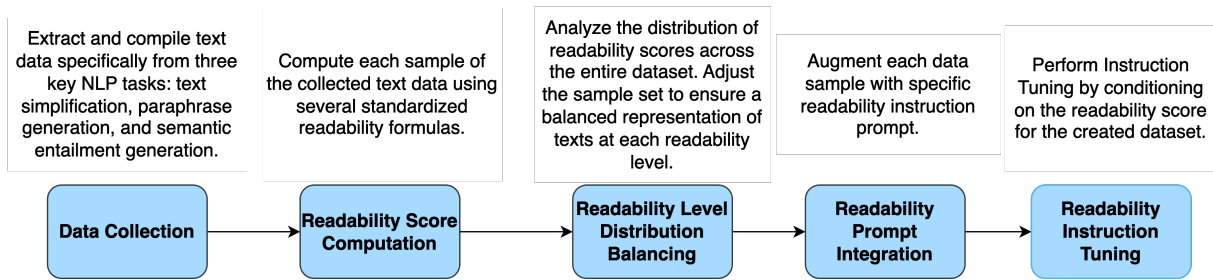 Extract and compile text
data specifically from three
key NLP tasks: text
simplification, paraphrase
generation, and semantic
entailment generation.
Compute each sample of
the collected text data using
several standardized
readability formulas.
Analyze the distribution of
readability scores across
the entire dataset. Adjust
the sample set to ensure a
balanced representation of
texts at each readability
level.
Augment each data
sample with specific
readability instruction
prompt.
Perform Instruction
Tuning by conditioning
on the readability score
for the created dataset.
Data Collection
Readability Score
Computation
Readability Level
Distribution
Balancing
Readability
Prompt
Integration
Readability
Instruction
Tuning